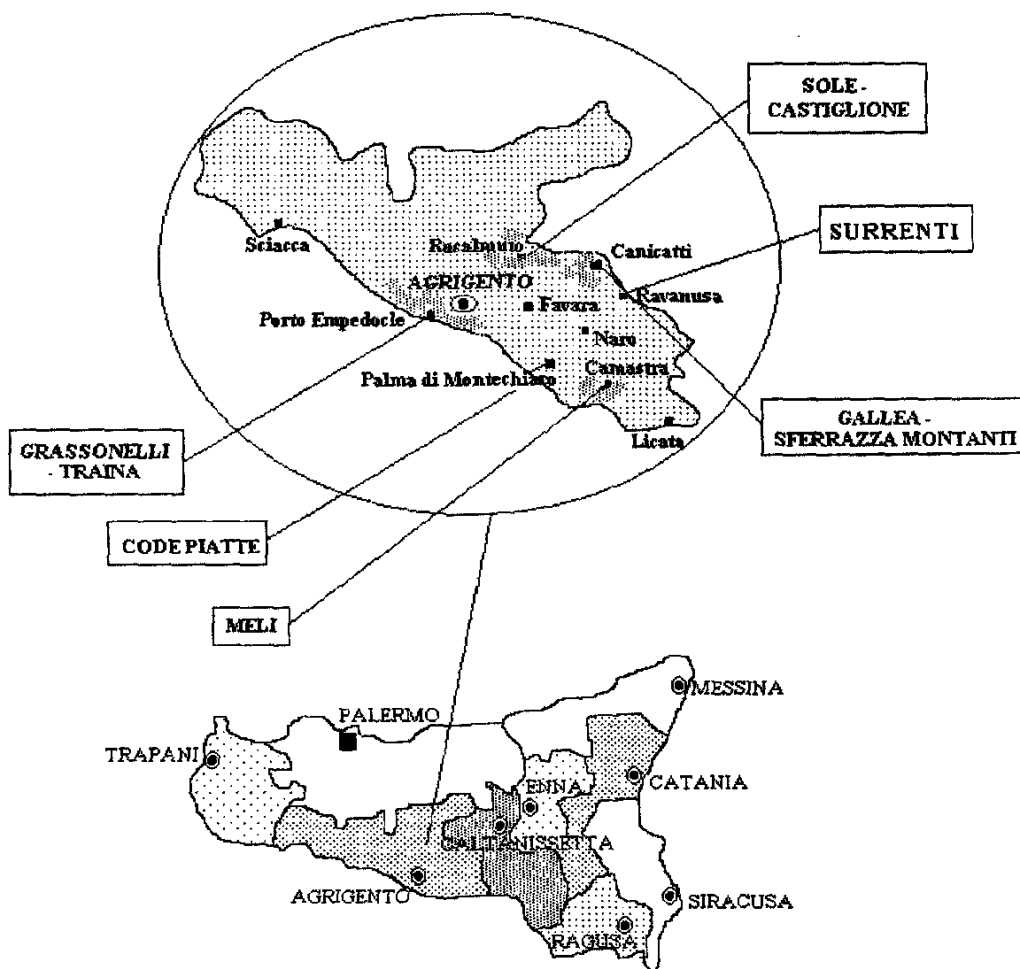 SOLE -
CASTIGLIONE
SURRENTI
Sciacca
Racalmuto
Canicatti
AGRIGENTO
Ravanusa
Favara
Porto Empedocle
Naro
Palma di Montechiaro
Camastra
Licata
GALLEA -
SFERRAZZA MONTANTI
GRASSONELLI
- TRAINA
CODE PIATTE
MELI
MESSINA
PALERMO
TRAPANI
ENNA
CATANIA
CALTANISSETTA
AGRIGENTO
SIRACUSA
RAGUSA